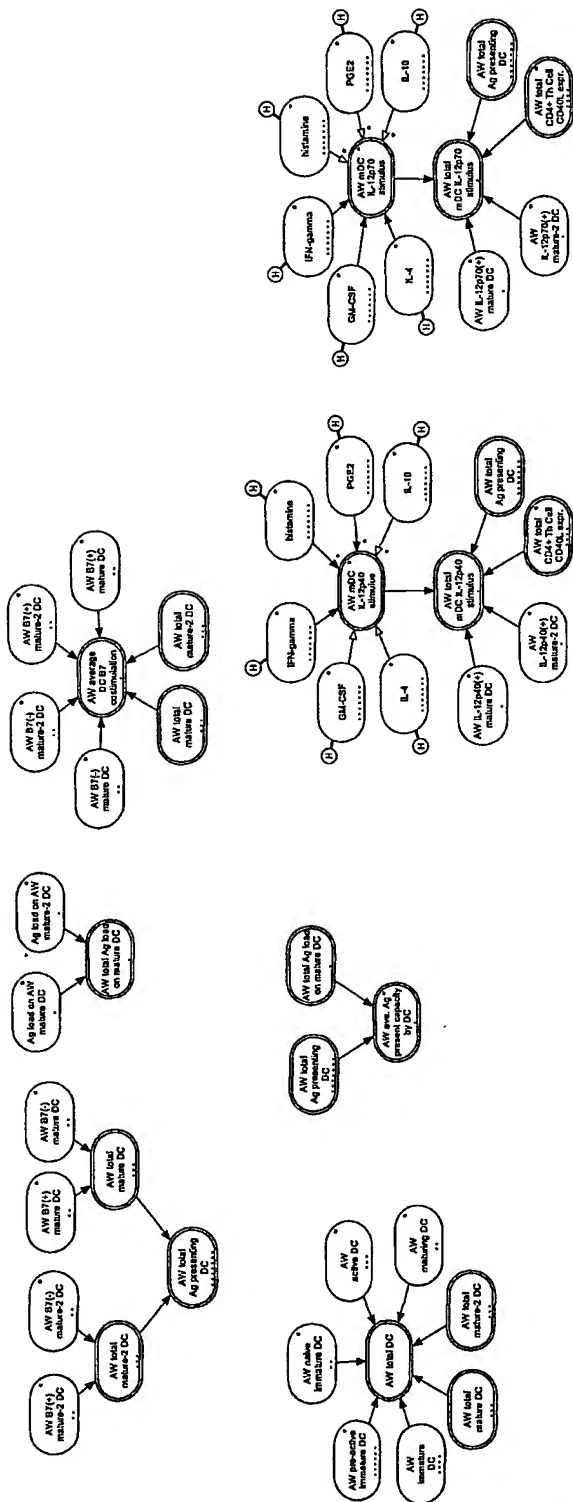 AW B7(+)
mature-2 DC
AW B7(-)
mature-2 DC
AW B7(+)
mature DC
AW B7(-)
mature DC
AW total
mature-2 DC
AW total
mature DC
AW total
Ag presenting
DC
Ag load on AW
mature DC
Ag load on AW
mature-2 DC
AW total Ag load
on mature DC
AW B7(-)
mature DC
AW B7(-)
mature-2 DC
AW B7(+)
mature-2 DC
AW B7(+)
mature DC
AW average
DC B7
costimulation
AW total
mature DC
AW total
mature-2 DC
AW pre-active
immature DC
AW naive
immature DC
AW
active DC
AW total DC
AW
immature
DC
AW total
mature DC
AW total
mature-2 DC
AW
maturing DC
AW total
Ag presenting
DC
AW total Ag load
on mature DC
AW ave. Ag
present capacity
by DC
H
GM-CSF
H
IFN-gamma
H
histamine
H
PGE2
H
IL-4
H
IL-10
AW mDC
IL-12p40
stimulus
AW total
mDC IL-12p40
stimulus
AW IL-12p40(+)
mature DC
AW
IL-12p40(+)
mature-2 DC
AW total
CD4+ Th Cell
CD40L expr.
AW total
Ag presenting
DC
H
GM-CSF
H
IFN-gamma
H
histamine
H
PGE2
H
IL-4
H
IL-10
AW mDC
IL-12p70
stimulus
AW total
mDC IL-12p70
stimulus
AW IL-12p70(+)
mature DC
AW
IL-12p70(+)
mature-2 DC
AW total
CD4+ Th Cell
CD40L expr.
AW total
Ag presenting
DC